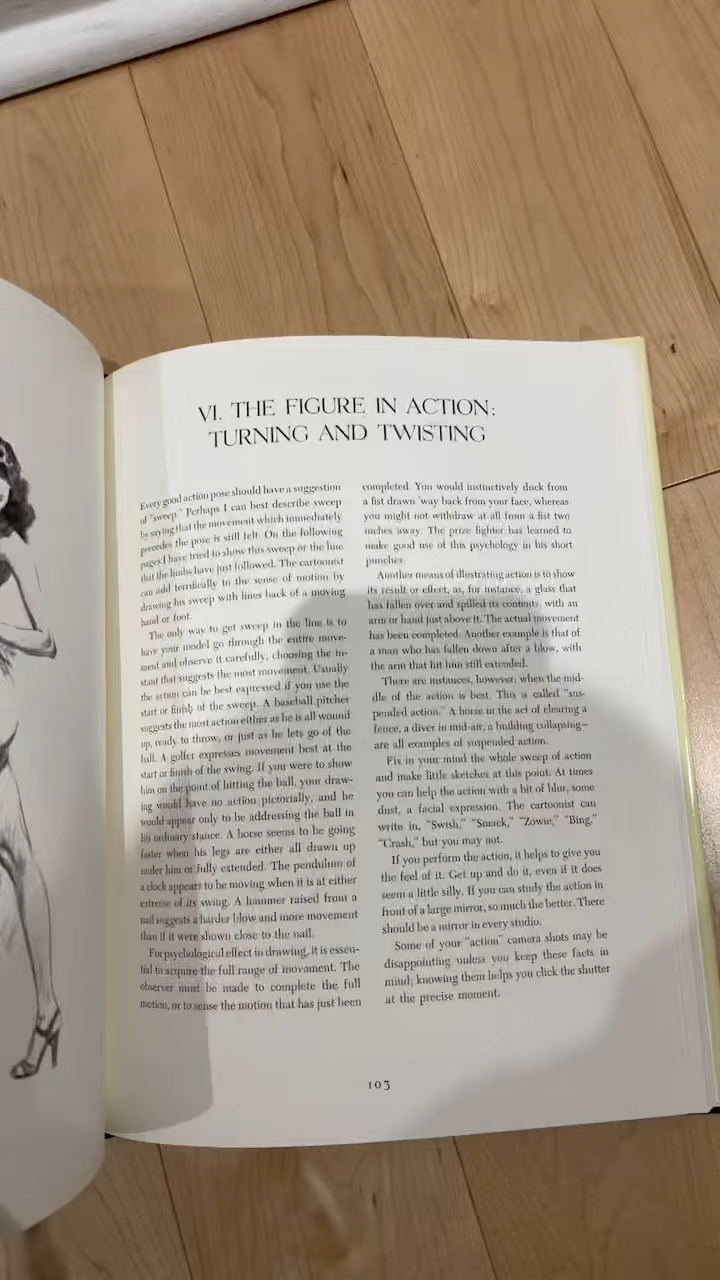 VI. THE FIGURE IN ACTION:
TURNING AND TWISTING
Every good action pose should have a suggestion
of "sweep." Perhaps I can best describe sweep
by saying that the movement which immediately
precedes the pose is still felt. On the following
pages I have tried to show this sweep or the line
that the limbs have just followed. The cartoonist
can add terrifically to the sense of motion by
drawing his sweep with lines back of a moving
hand or foot.
The only way to get sweep in the line is to
have your model go through the entire move-
ment and observe it carefully, choosing the in-
stant that suggests the most movement. Usually
the action can be best expressed if you use the
start or finish of the sweep. A baseball pitcher
suggests the most action either as he is all wound
up, ready to throw, or just as he lets go of the
ball. A golfer expresses movement best at the
start or finish of the swing. If you were to show
him on the point of hitting the ball, your draw-
ing would have no action pictorially, and he
would appear only to be addressing the ball in
his ordinary stance. A horse seems to be going
faster when his legs are either all drawn up
under him or fully extended. The pendulum of
a clock appears to be moving when it is at either
extreme of its swing. A hammer raised from a
nail suggests a harder blow and more movement
than if it were shown close to the nail.
For psychological effect in drawing, it is essen-
tial to acquire the full range of movament. The
observer must be made to complete the full
motion, or to sense the motion that has just been
completed. You would instinctively duck from
a fist drawn 'way back from your face, whereas
you might not withdraw at all from a fist two
inches away. The prize fighter has learned to
make good use of this psychology in his short
punches.
Another means of illustrating action is to show
its result or effect, as, for instance, a glass that
has fallen over and spilled its contents, with an
arm or hand just above it. The actual movement
has been completed. Another example is that of
a man who has fallen down after a blow, with
the arm that hit him still extended.
There are instances, however, when the mid-
dle of the action is best. This is called "sus-
pended action." A horse in the act of clearing a
fence, a diver in mid-air, a building collapsing—
are all examples of suspended action.
Fix in your mind the whole sweep of action
and make little sketches at this point. At times
you can help the action with a bit of blur, some
dust, a facial expression. The cartoonist can
write in, "Swish," "Smack," "Zowie," "Bing,"
"Crash," but you may not.
If you perform the action, it helps to give you
the feel of it. Get up and do it, even if it does
seem a little silly. If you can study the action in
front of a large mirror, so much the better. There
should be a mirror in every studio.
Some of your "action" camera shots may be
disappointing unless you keep these facts in
mind; knowing them helps you click the shutter
at the precise moment.
103